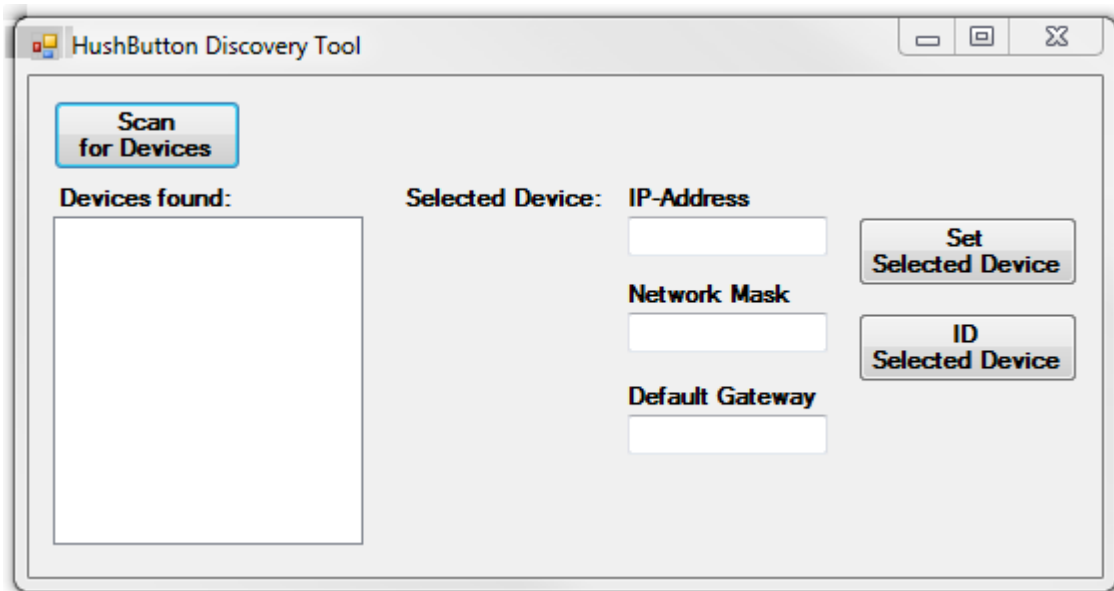 HushButton Discovery Tool
Scan
for Devices
Devices found:
Selected Device:
IP-Address
Set
Selected Device
Network Mask
ID
Selected Device
Default Gateway